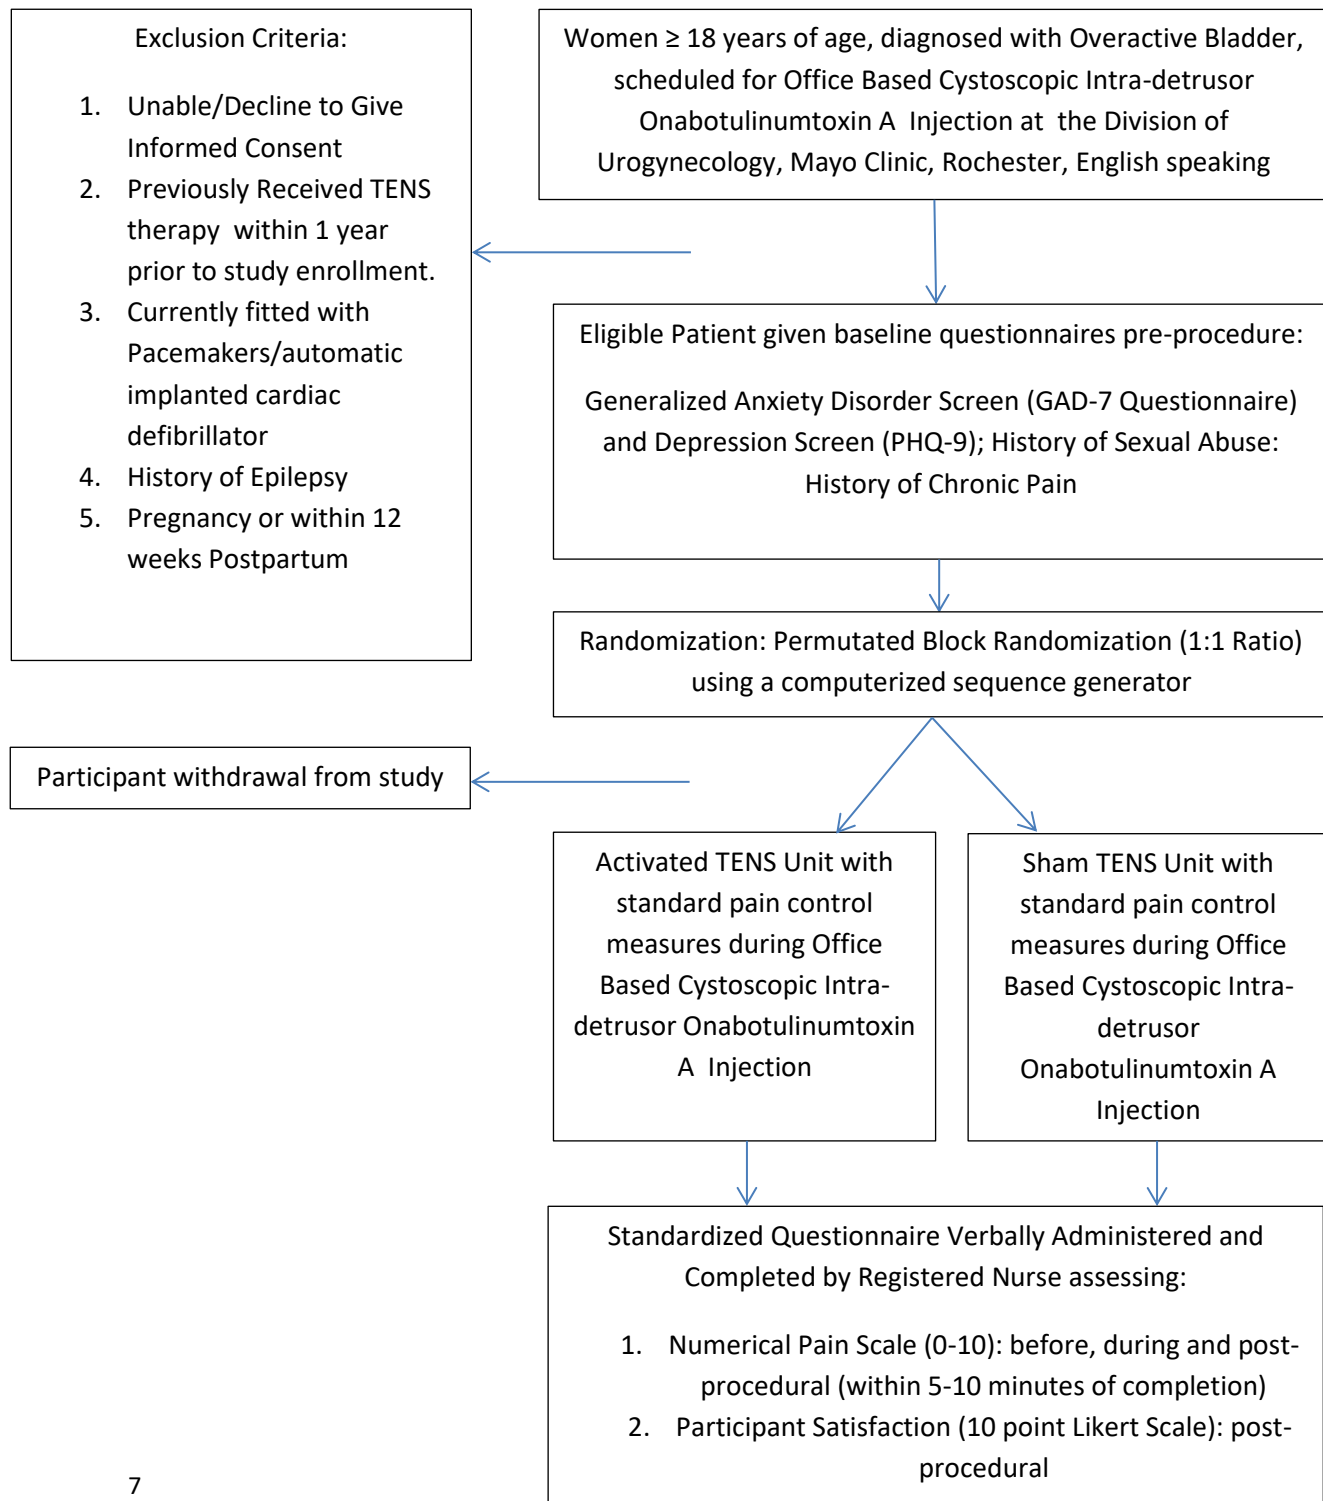 Exclusion Criteria:
1. Unable/Decline to Give
Informed Consent
2. Previously Received TENS
therapy within 1 year
prior to study enrollment.
3. Currently fitted with
Pacemakers/automatic
implanted cardiac
defibrillator
4. History of Epilepsy
5. Pregnancy or within 12
weeks Postpartum
Women ≥ 18 years of age, diagnosed with Overactive Bladder,
scheduled for Office Based Cystoscopic Intra-detrusor
Onabotulinumtoxin A Injection at the Division of
Urogynecology, Mayo Clinic, Rochester, English speaking
Eligible Patient given baseline questionnaires pre-procedure:
Generalized Anxiety Disorder Screen (GAD-7 Questionnaire)
and Depression Screen (PHQ-9); History of Sexual Abuse:
History of Chronic Pain
Randomization: Permutated Block Randomization (1:1 Ratio)
using a computerized sequence generator
Participant withdrawal from study
Activated TENS Unit with
standard pain control
measures during Office
Based Cystoscopic Intra-
detrusor Onabotulinumtoxin
A Injection
Sham TENS Unit with
standard pain control
measures during Office
Based Cystoscopic Intra-
detrusor
Onabotulinumtoxin A
Injection
Standardized Questionnaire Verbally Administered and
Completed by Registered Nurse assessing:
1. Numerical Pain Scale (0-10): before, during and post-
procedural (within 5-10 minutes of completion)
2. Participant Satisfaction (10 point Likert Scale): post-
procedural
7